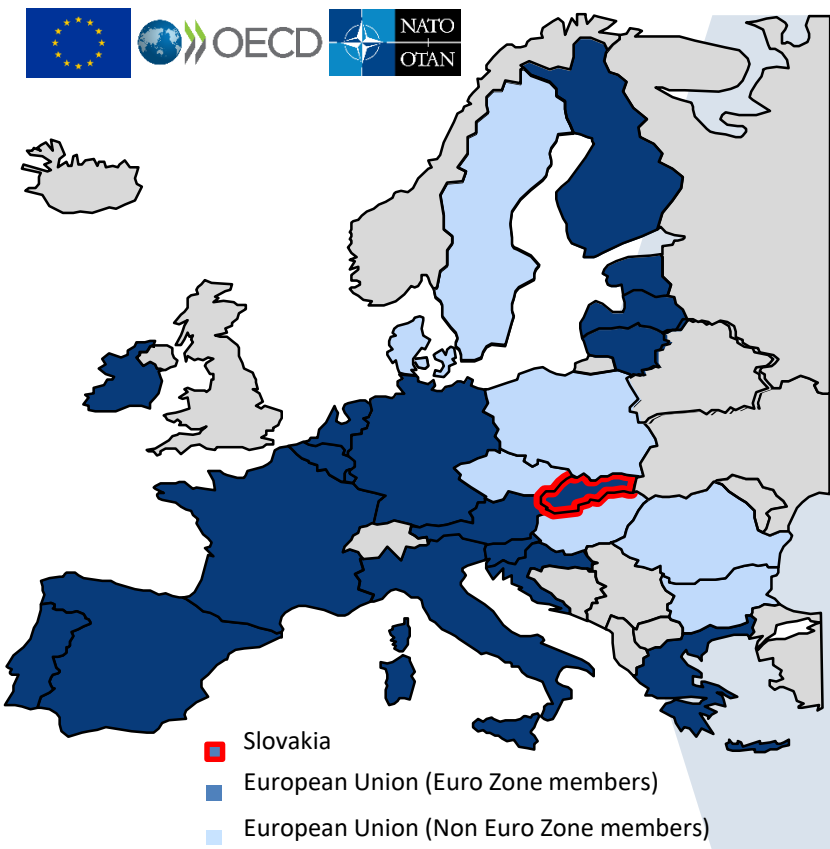 OECD
NATO
OTAN
Slovakia
European Union (Euro Zone members)
European Union (Non Euro Zone members)